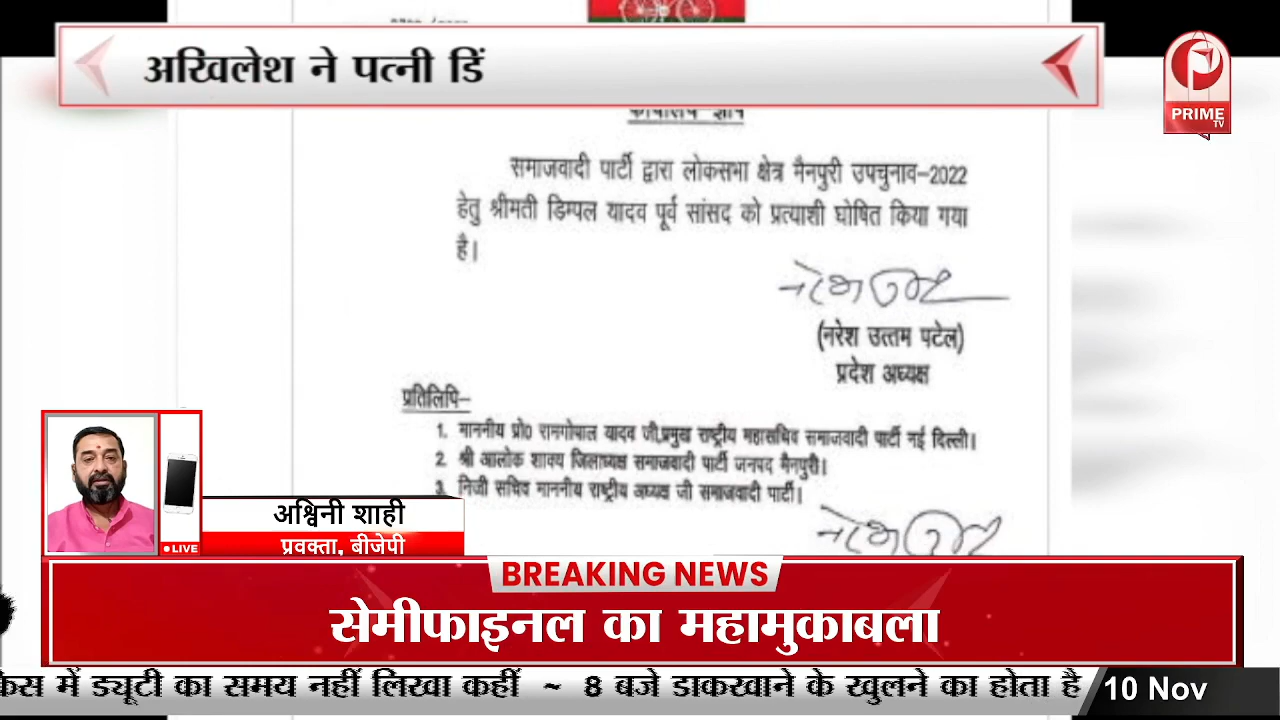 अखिलेश ने पत्नी डिं
PRIME
TV
समाजवादी पार्टी द्वारा लोकसभा क्षेत्र मैनपुरी उपचुनाव-2022
हेतु श्रीमती डिम्पल यादव पूर्व सांसद को प्रत्याशी घोषित किया गया
है।
(नरेश उत्तम पटेल)
प्रदेश अध्यक्ष
प्रतिलिपि-
1. माननीय प्रो0 रामगोपाल यादव जी,प्रमुख राष्ट्रीय महासचिव समाजवादी पार्टी नई दिल्ली।
2. श्री आलोक शाक्य जिलाध्यक्ष समाजवादी पार्टी जनपद मैनपुरी।
3. निजी सचिव माननीय राष्ट्रीय अध्यक्ष जी समाजवादी पार्टी।
LIVE
अश्विनी शाही
प्रवक्ता, बीजेपी
BREAKING NEWS
सेमीफाइनल का महामुकाबला
में ड्यूटी का समय नहीं लिखा कहीं ~ 8 बजे डाकखाने के खुलने का होता है
10 Nov